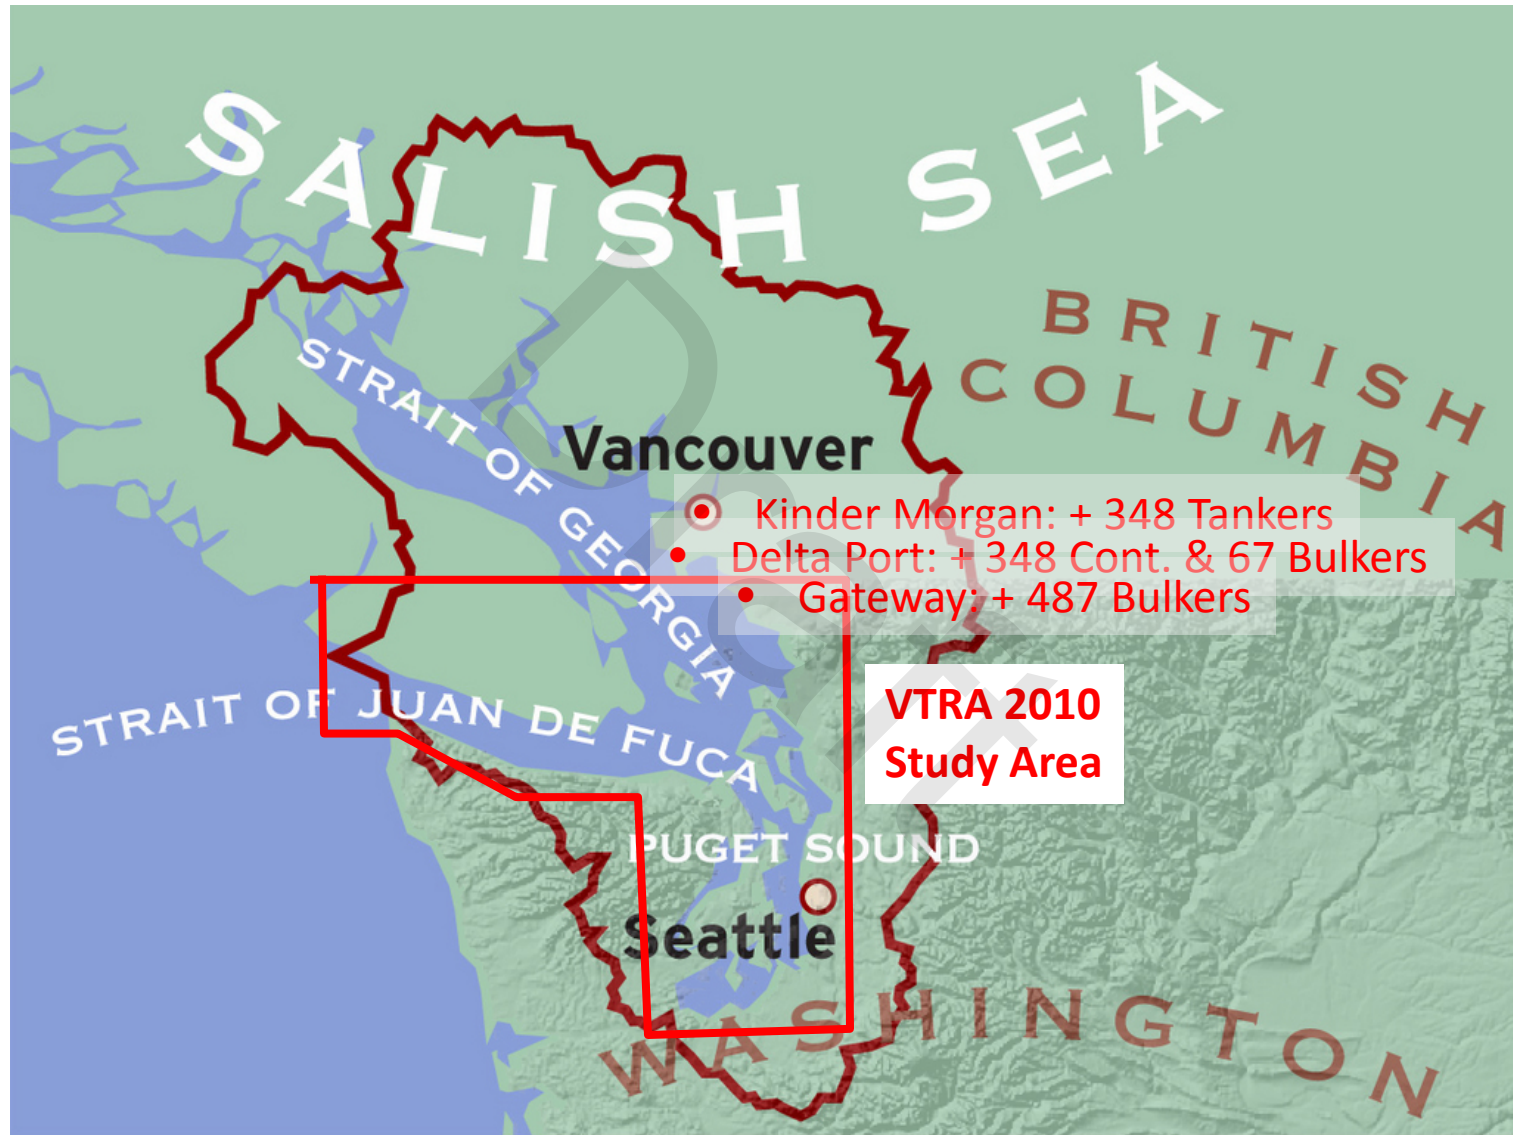 SALISH SEA
BRITISH
COLUMBIA
STRAIT OF GEORGIA
Vancouver
Kinder Morgan: + 348 Tankers
Delta Port: + 348 Cont. & 67 Bulkers
Gateway: + 487 Bulkers
VTRA 2010
Study Area
STRAIT OF JUAN DE FUCA
PUGET SOUND
Seattle
WASHINGTON
Draft